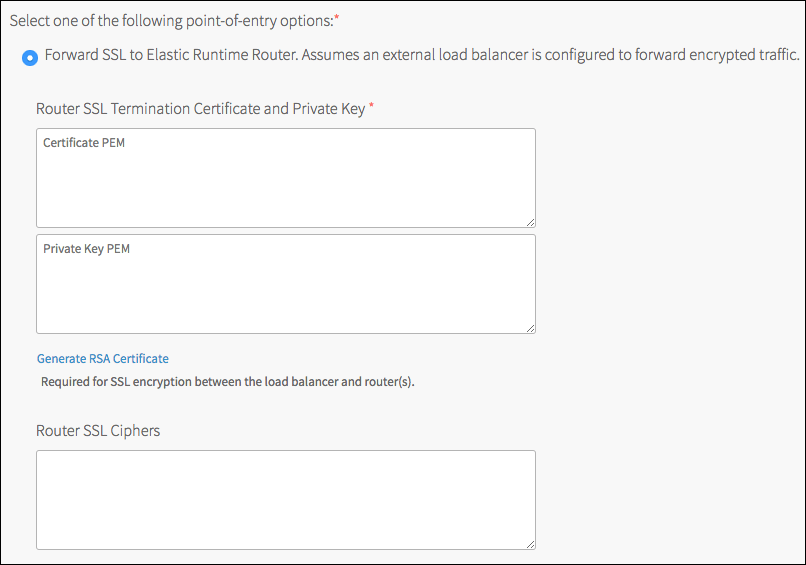 Select one of the following point-of-entry options:*
Forward SSL to Elastic Runtime Router. Assumes an external load balancer is configured to forward encrypted traffic.
Router SSL Termination Certificate and Private Key *
Certificate PEM
Private Key PEM
Generate RSA Certificate
Required for SSL encryption between the load balancer and router(s).
Router SSL Ciphers